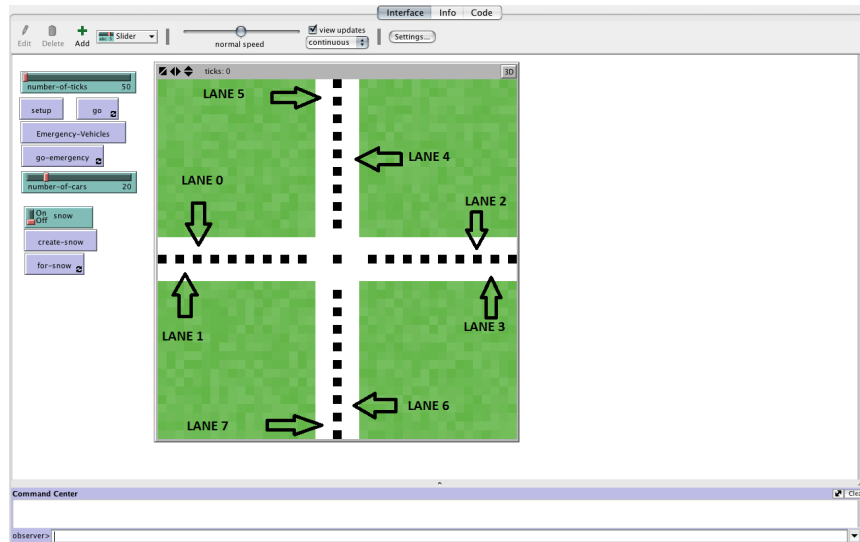 Interface Info Code
Edit Delete Add Slider normal speed view updates continuous Settings...
ticks: 0 3D
number-of-ticks 50
setup go
Emergency-Vehicles
go-emergency
number-of-cars 20
On
Off snow
create-snow
for-snow
LANE 5
LANE 4
LANE 0
LANE 2
LANE 1
LANE 3
LANE 6
LANE 7
Command Center Clea
observer>